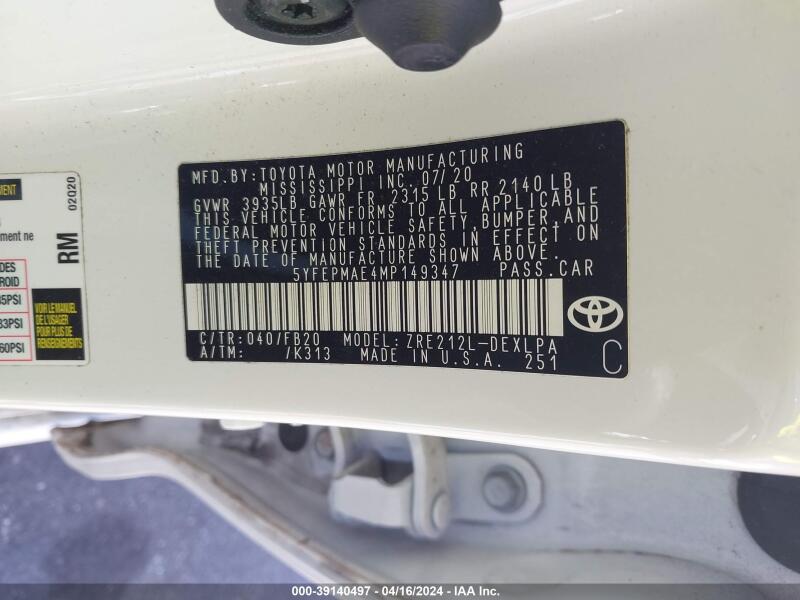 MFD.BY:TOYOTA MOTOR MANUFACTURING
MISSISSIPPI INC. 07/20
GVWR 3935LB GAWR FR 2315 LB RR 2140 LB
THIS VEHICLE CONFORMS TO ALL APPLICABLE
FEDERAL MOTOR VEHICLE SAFETY, BUMPER, AND
THEFT PREVENTION STANDARDS IN EFFECT ON
THE DATE OF MANUFACTURE SHOWN ABOVE.
5YFEPMAE4MP149347 PASS.CAR
C/TR: 040/FB20 MODEL: ZRE212L-DEXLPA
A/TM: /K313 MADE IN U.S.A. 251
C
RM 02Q20
ne
VOIR LE MANUEL
DE L'USAGER
POUR PLUS DE
RENSEIGNEMENTS
000-39140497 - 04/16/2024 - IAA Inc.